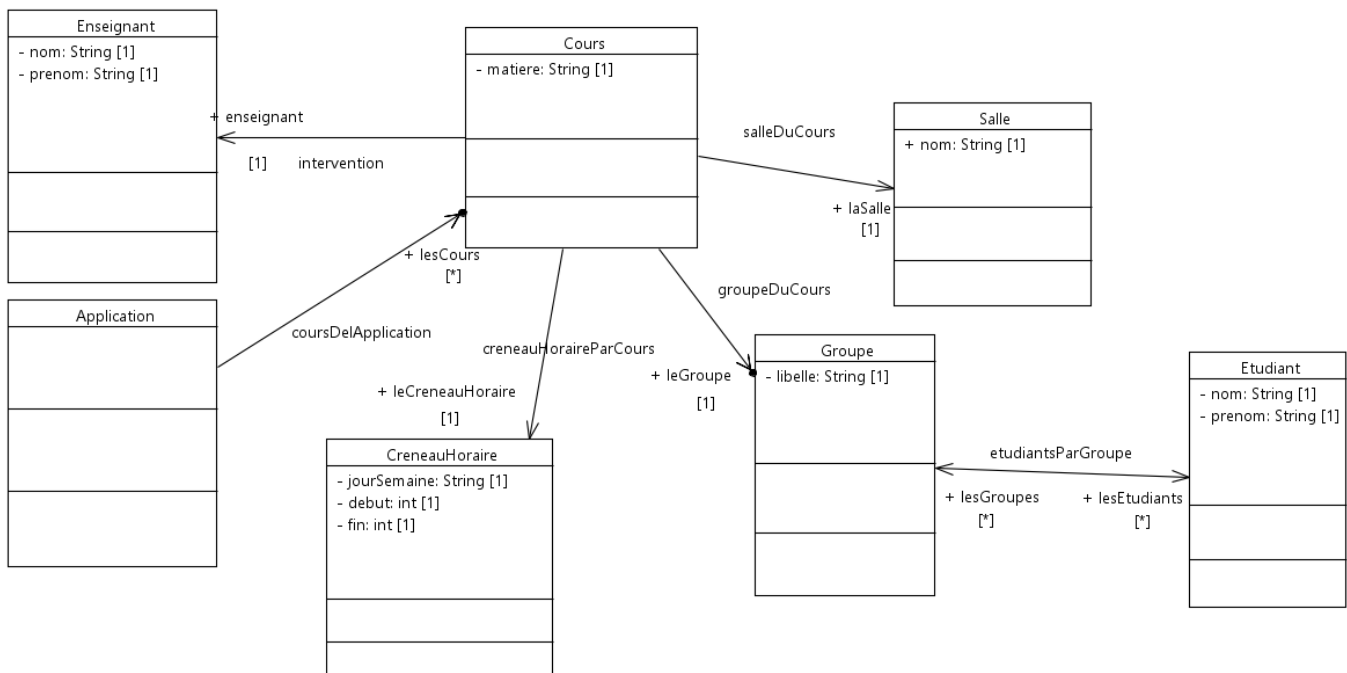 Enseignant
- nom: String [1]
- prenom: String [1]
Cours
- matiere: String [1]
+ enseignant
[1] intervention
Salle
+ nom: String [1]
salleDuCours
+ laSalle
[1]
+ lesCours
[*]
Application
coursDelApplication
creneauHoraireParCours
groupeDuCours
+ leCreneauHoraire
[1]
+ leGroupe
[1]
Groupe
- libelle: String [1]
Etudiant
- nom: String [1]
- prenom: String [1]
etudiantsParGroupe
+ lesGroupes
[*]
+ lesEtudiants
[*]
CreneauHoraire
- jourSemaine: String [1]
- debut: int [1]
- fin: int [1]